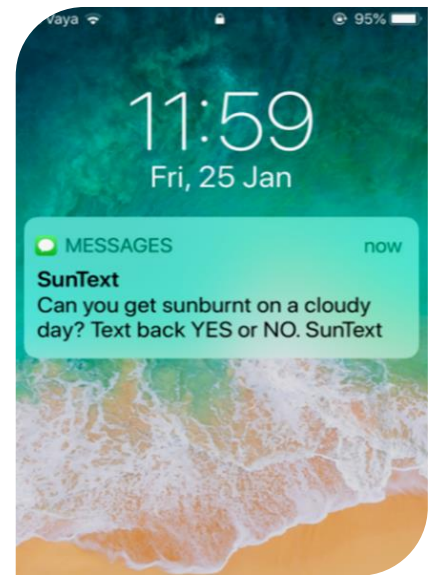 Vaya 95%
11:59
Fri, 25 Jan
MESSAGES now
SunText
Can you get sunburnt on a cloudy
day? Text back YES or NO. SunText